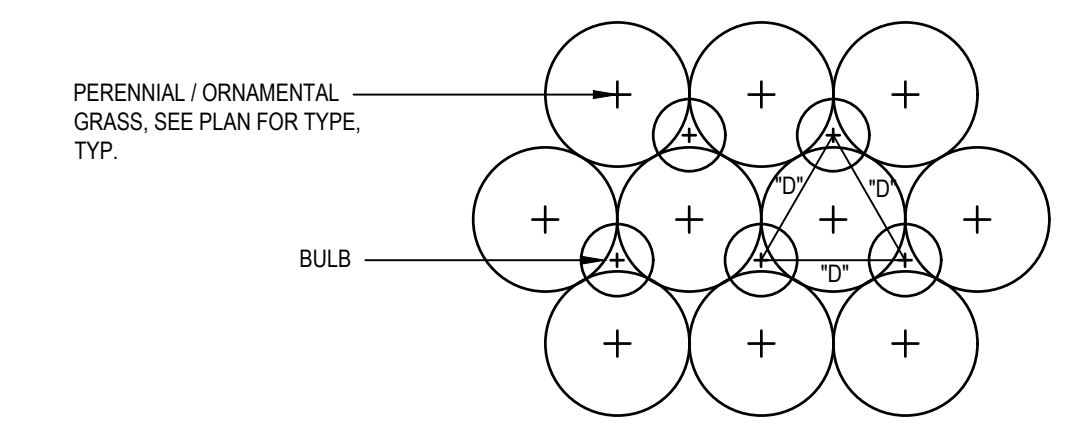 PERENNIAL / ORNAMENTAL
GRASS, SEE PLAN FOR TYPE,
TYP.
"D"
"D"
BULB
"D"